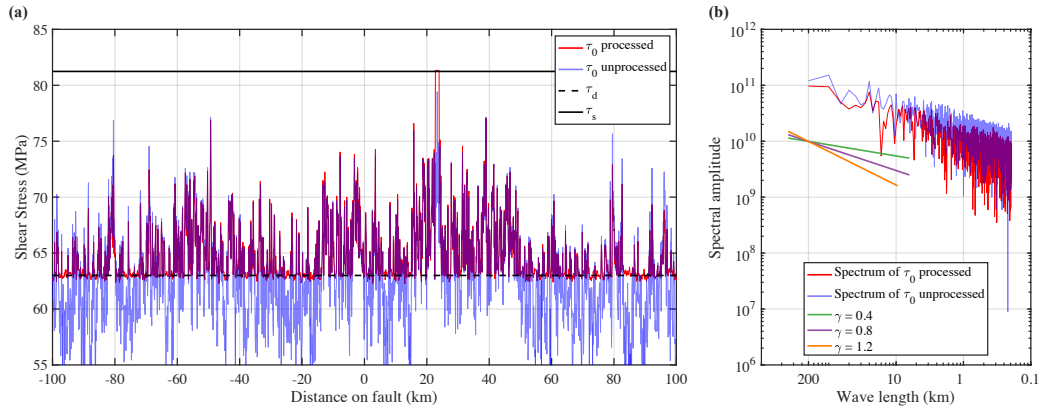 (a)
85
80
75
70
65
60
55
Shear Stress (MPa)
τ0 processed
τ0 unprocessed
τd
τs
-100 -80 -60 -40 -20 0 20 40 60 80 100
Distance on fault (km)
(b)
10^12
10^11
10^10
10^9
10^8
10^7
10^6
Spectral amplitude
Spectrum of τ0 processed
Spectrum of τ0 unprocessed
γ = 0.4
γ = 0.8
γ = 1.2
200 10 1 0.1
Wave length (km)